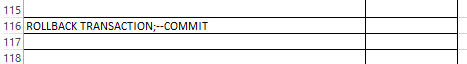 115
116 ROLLBACK TRANSACTION;--COMMIT
117
118